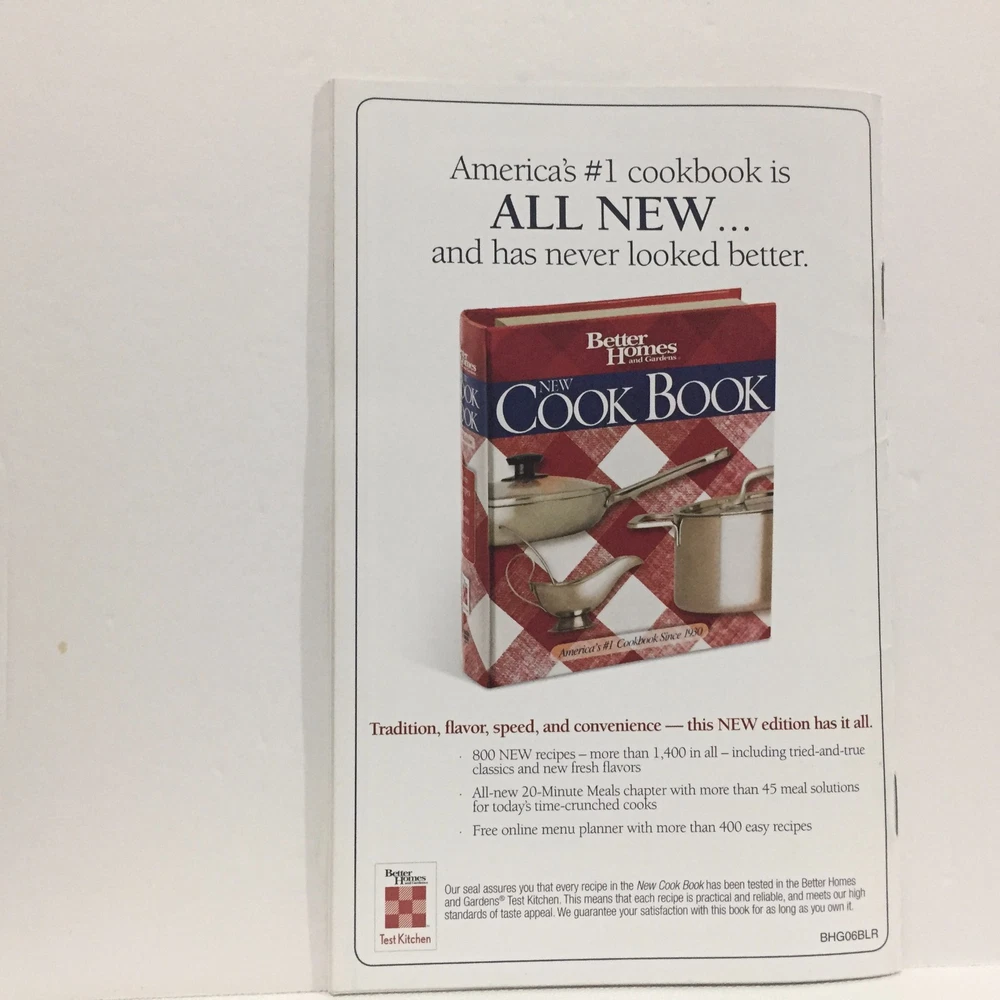 America's #1 cookbook is
ALL NEW...
and has never looked better.
Better
Homes
and Gardens
NEW
COOK BOOK
America's #1 Cookbook Since 1930
Tradition, flavor, speed, and convenience — this NEW edition has it all.
· 800 NEW recipes – more than 1,400 in all – including tried-and-true
classics and new fresh flavors
· All-new 20-Minute Meals chapter with more than 45 meal solutions
for today's time-crunched cooks
· Free online menu planner with more than 400 easy recipes
Better
Homes
and Gardens
Test Kitchen
Our seal assures you that every recipe in the New Cook Book has been tested in the Better Homes
and Gardens® Test Kitchen. This means that each recipe is practical and reliable, and meets our high
standards of taste appeal. We guarantee your satisfaction with this book for as long as you own it.
BHG06BLR